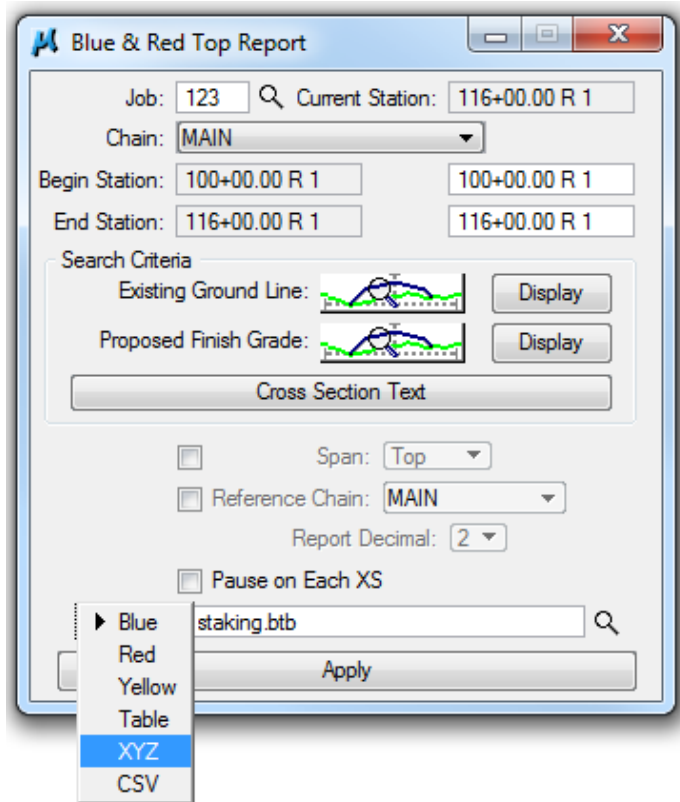 Blue & Red Top Report
Job: 123 Current Station: 116+00.00 R 1
Chain: MAIN
Begin Station: 100+00.00 R 1 100+00.00 R 1
End Station: 116+00.00 R 1 116+00.00 R 1
Search Criteria
Existing Ground Line: Display
Proposed Finish Grade: Display
Cross Section Text
Span: Top
Reference Chain: MAIN
Report Decimal: 2
Pause on Each XS
Blue staking.btb
Red
Apply
Yellow
Table
XYZ
CSV